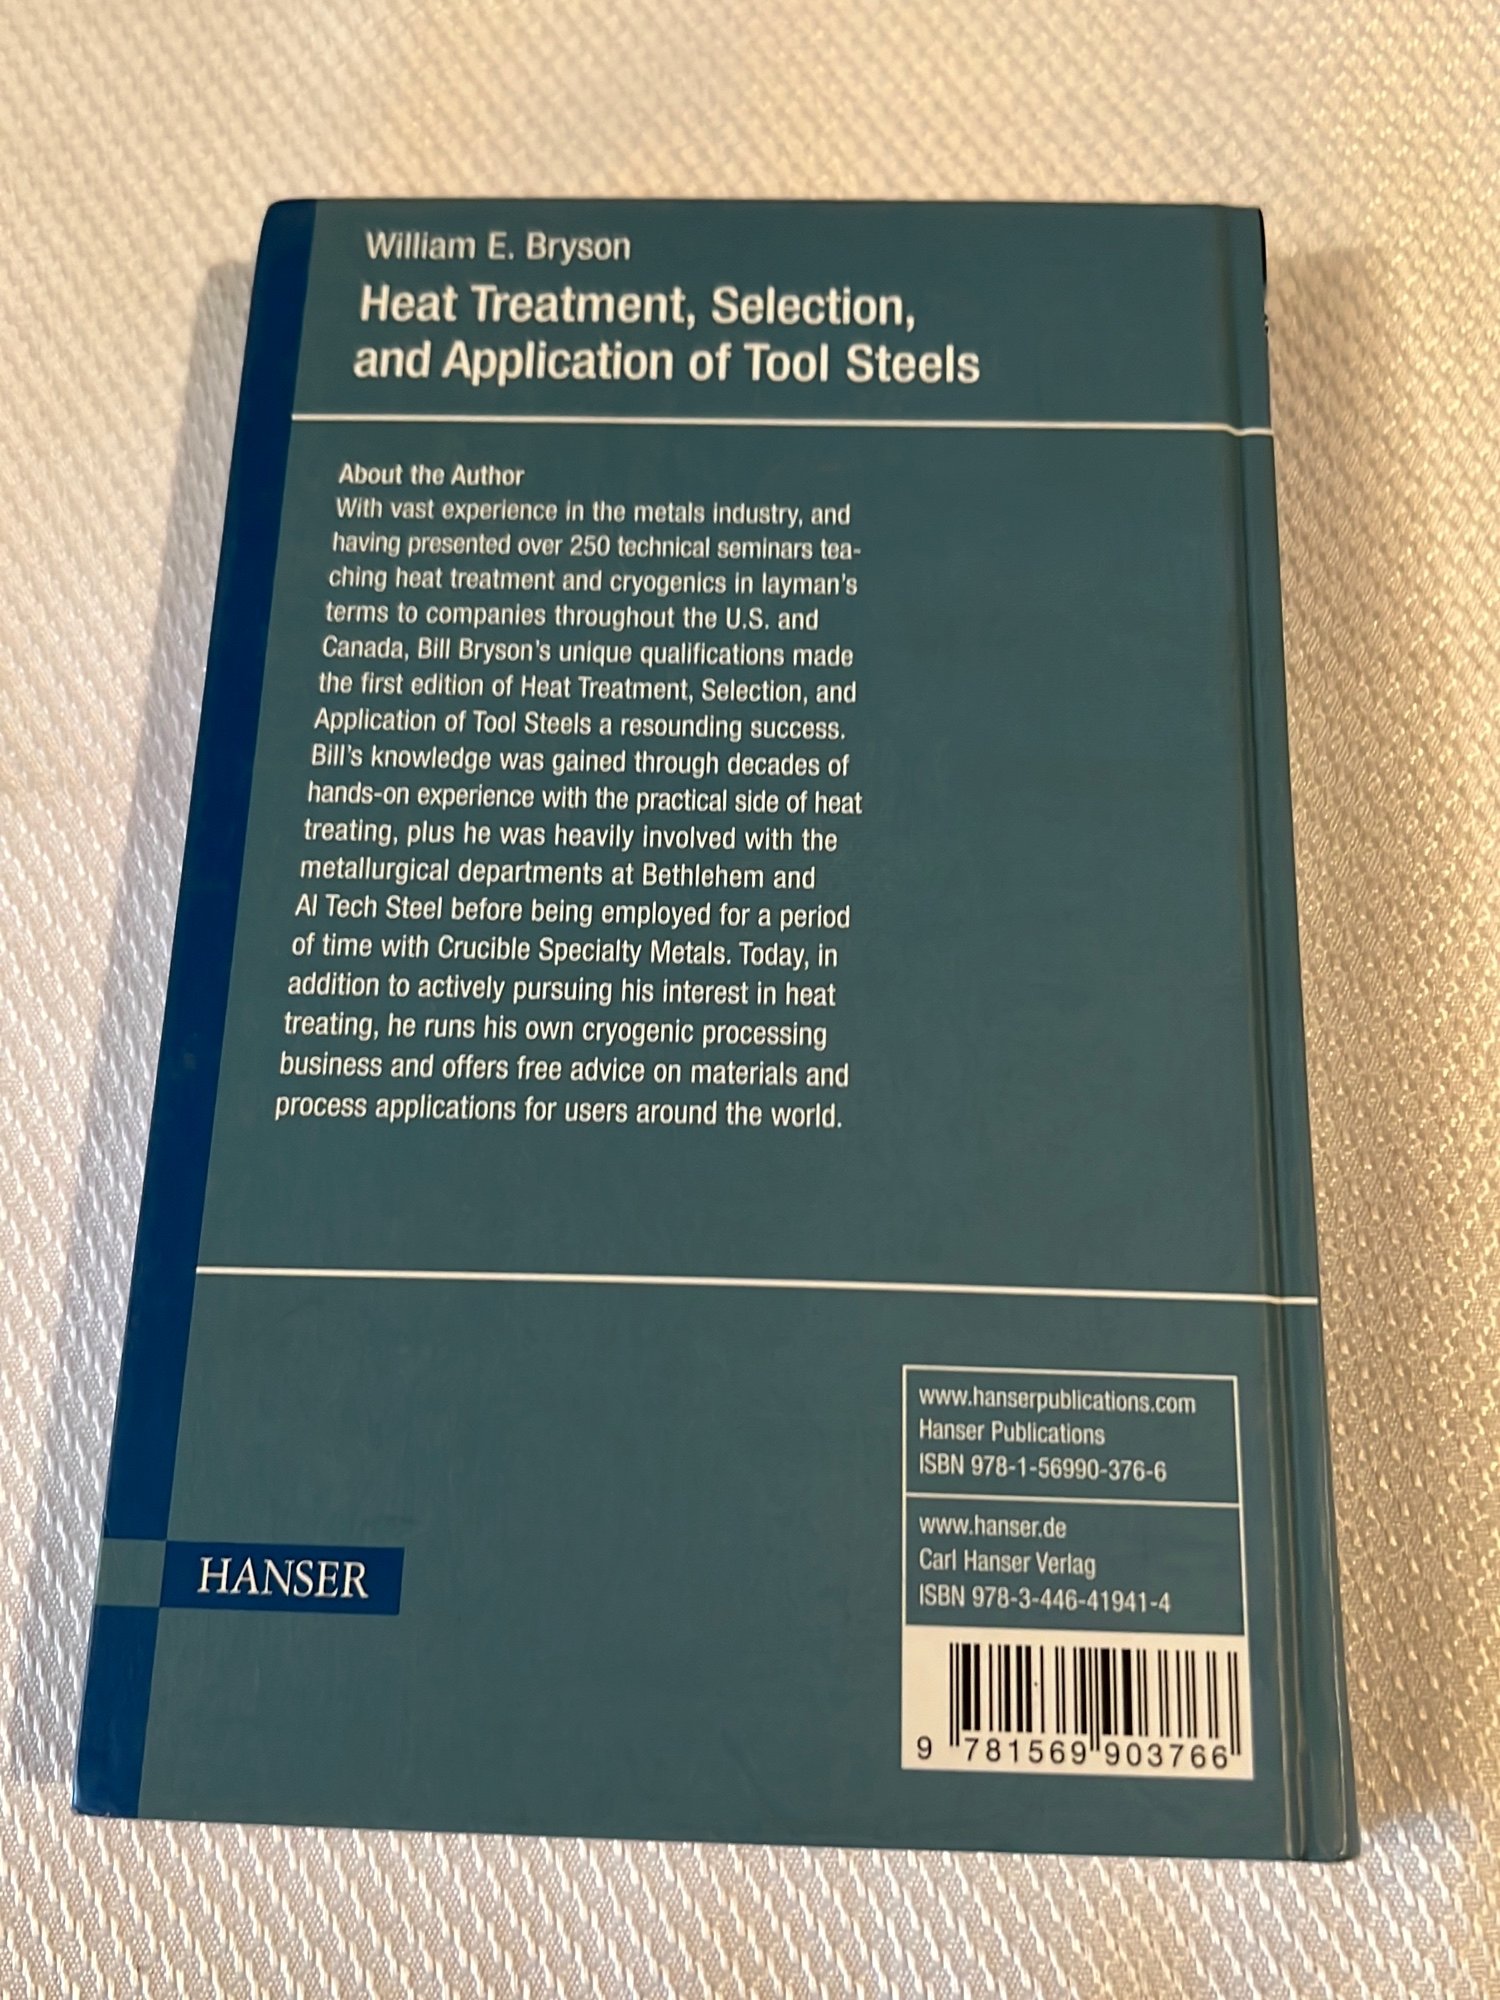 William E. Bryson
Heat Treatment, Selection,
and Application of Tool Steels
About the Author
With vast experience in the metals industry, and
having presented over 250 technical seminars tea-
ching heat treatment and cryogenics in layman's
terms to companies throughout the U.S. and
Canada, Bill Bryson's unique qualifications made
the first edition of Heat Treatment, Selection, and
Application of Tool Steels a resounding success.
Bill's knowledge was gained through decades of
hands-on experience with the practical side of heat
treating, plus he was heavily involved with the
metallurgical departments at Bethlehem and
Al Tech Steel before being employed for a period
of time with Crucible Specialty Metals. Today, in
addition to actively pursuing his interest in heat
treating, he runs his own cryogenic processing
business and offers free advice on materials and
process applications for users around the world.
www.hanserpublications.com
Hanser Publications
ISBN 978-1-56990-376-6
www.hanser.de
Carl Hanser Verlag
ISBN 978-3-446-41941-4
HANSER
9 781569 903766